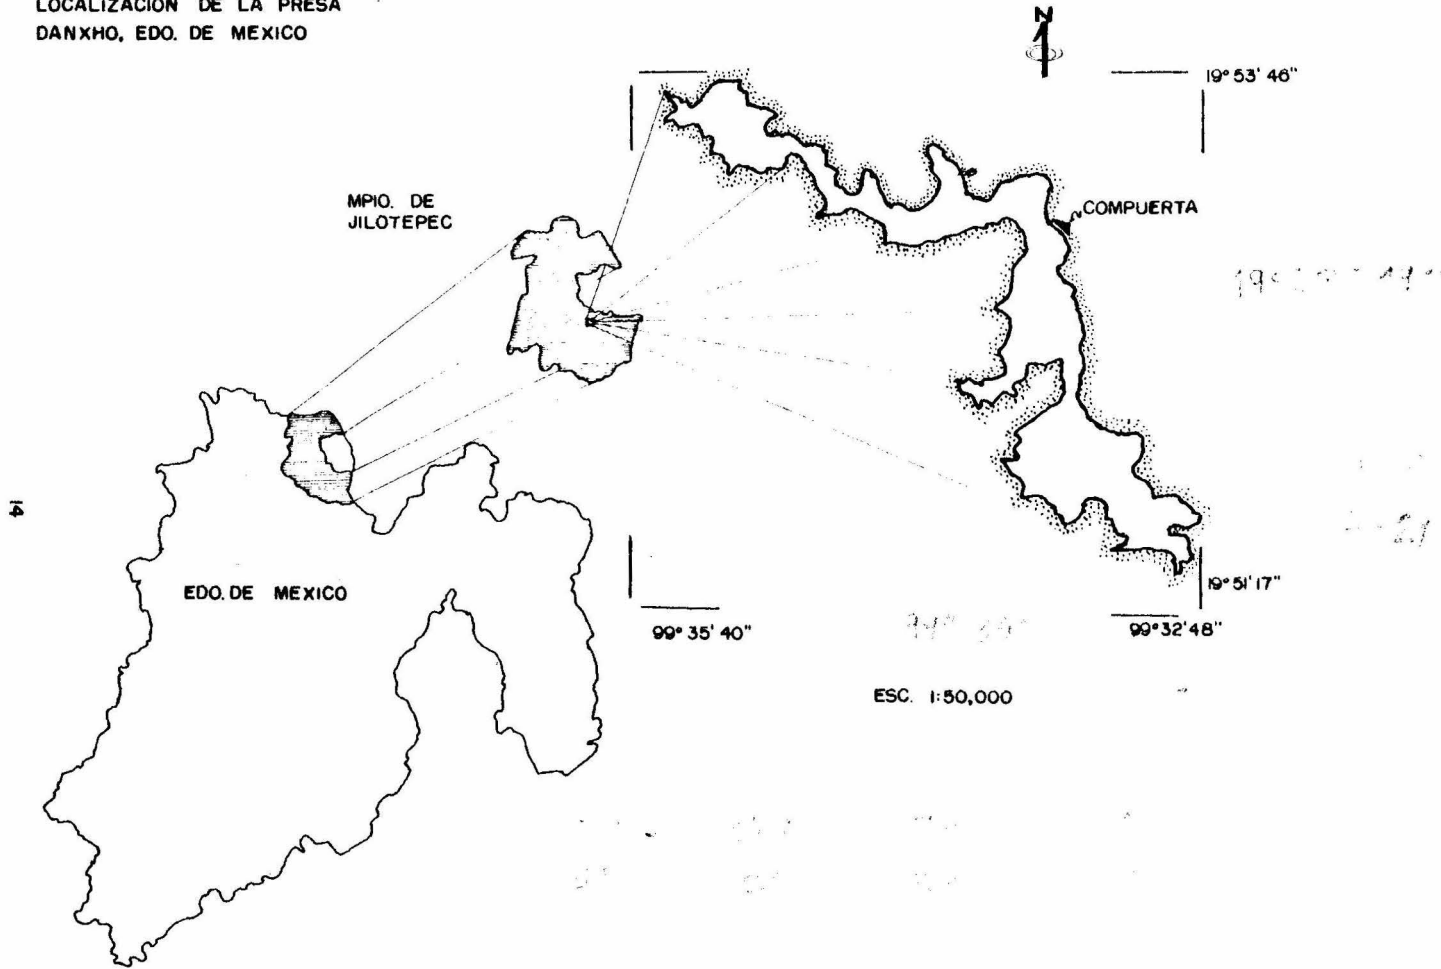 LOCALIZACION DE LA PRESA
DANXHO, EDO. DE MEXICO
N
19° 53' 46"
MPIO. DE
JILOTEPEC
COMPUERTA
EDO. DE MEXICO
19° 51' 17"
99° 35' 40"
99° 32' 48"
ESC. 1:50,000
14